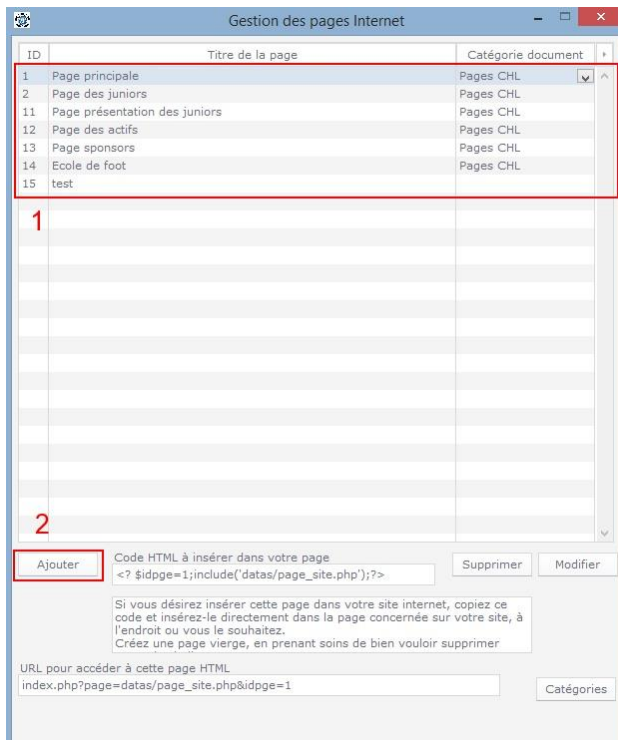 Gestion des pages Internet
ID Titre de la page Catégorie document
1 Page principale Pages CHL
2 Page des juniors Pages CHL
11 Page présentation des juniors Pages CHL
12 Page des actifs Pages CHL
13 Page sponsors Pages CHL
14 Ecole de foot Pages CHL
15 test
1
2
Ajouter
Code HTML à insérer dans votre page
<? $idpge=1;include('datas/page_site.php');?>
Supprimer Modifier
Si vous désirez insérer cette page dans votre site internet, copiez ce
code et insérez-le directement dans la page concernée sur votre site, à
l'endroit ou vous le souhaitez.
Créez une page vierge, en prenant soins de bien vouloir supprimer
URL pour accéder à cette page HTML
index.php?page=datas/page_site.php&idpge=1
Catégories